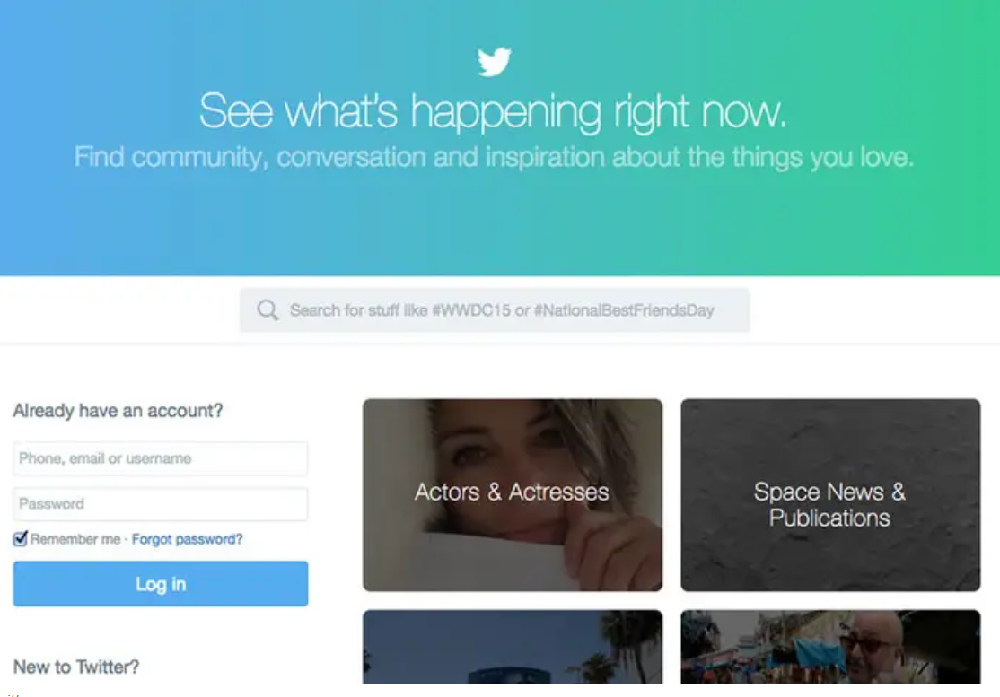 See what's happening right now.
Find community, conversation and inspiration about the things you love.
Search for stuff like #WWDC15 or #NationalBestFriendsDay
Already have an account?
Phone, email or username
Password
Remember me · Forgot password?
Log in
New to Twitter?
Actors & Actresses
Space News &
Publications